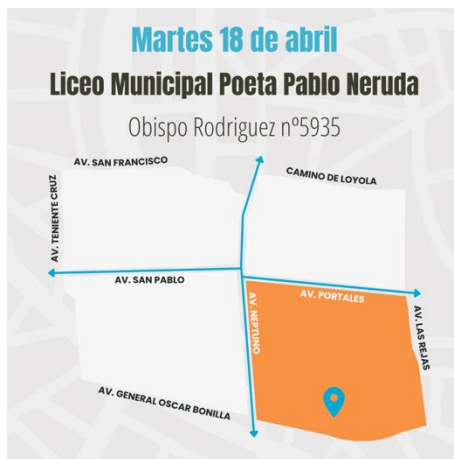 Martes 18 de abril
Liceo Municipal Poeta Pablo Neruda
Obispo Rodriguez nº5935
AV. SAN FRANCISCO
CAMINO DE LOYOLA
AV. TENIENTE CRUZ
AV. SAN PABLO
AV. PORTALES
AV. NEPTUNO
AV. LAS REJAS
AV. GENERAL OSCAR BONILLA